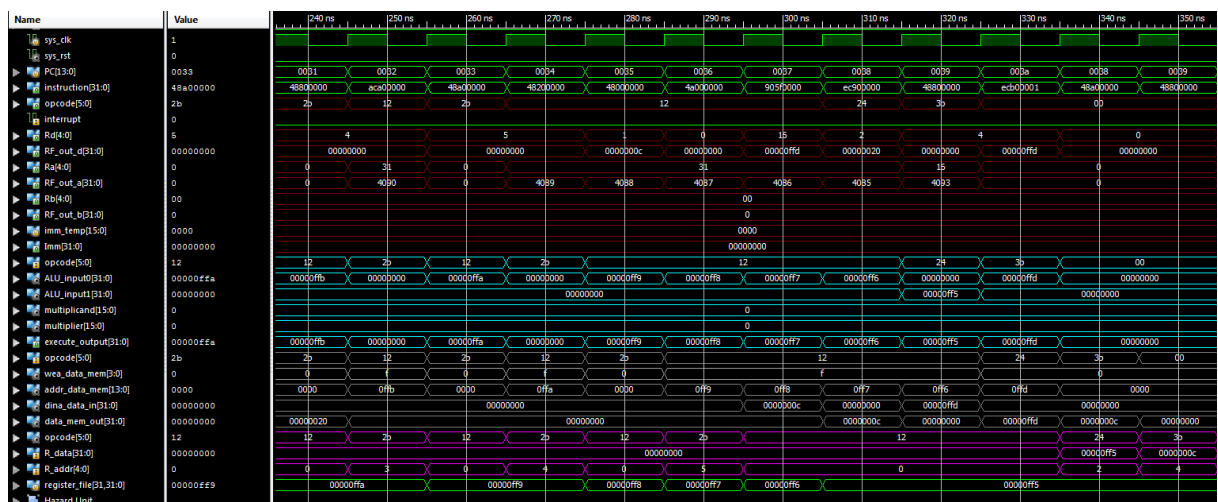 Name Value 240 ns 250 ns 260 ns 270 ns 280 ns 290 ns 300 ns 310 ns 320 ns 330 ns 340 ns 350 ns
sys_clk 1
sys_rst 0
PC[13:0] 0033 0031 0032 0033 0034 0035 0036 0037 0038 0039 003a 0038 0039
instruction[31:0] 48a00000 48800000 aca00000 48a00000 48200000 48000000 4a000000 905f0000 ec900000 48800000 ecb00001 48a00000 48800000
opcode[5:0] 2b 2b 12 2b 12 24 3b 00
interrupt 0
Rd[4:0] 5 4 5 1 0 15 2 4 0
RF_out_d[31:0] 00000000 00000000 00000000 0000000c 00000000 00000ffd 00000020 00000000 00000ffd 00000000
Ra[4:0] 0 0 31 0 31 15 0
RF_out_a[31:0] 0 0 4090 0 4089 4088 4087 4086 4085 4093 0
Rb[4:0] 00 00
RF_out_b[31:0] 0 0
imm_temp[15:0] 0000 0000
Imm[31:0] 00000000 00000000
opcode[5:0] 12 12 2b 12 2b 12 24 3b 00
ALU_input0[31:0] 00000ffa 00000ffb 00000000 00000ffa 00000000 00000ff9 00000ff8 00000ff7 00000ff6 00000000 00000ffd 00000000
ALU_input1[31:0] 00000000 00000000 00000ff5 00000000
multiplicand[15:0] 0 0
multiplier[15:0] 0 0
execute_output[31:0] 00000ffa 00000ffb 00000000 00000ffa 00000000 00000ff9 00000ff8 00000ff7 00000ff6 00000ff5 00000ffd 00000000
opcode[5:0] 2b 2b 12 2b 12 2b 12 24 3b 00
wea_data_mem[3:0] 0 0 f 0 f 0 f 0
addr_data_mem[13:0] 0000 0000 0ffb 0000 0ffa 0000 0ff9 0ff8 0ff7 0ff6 0ffd 0000
dina_data_in[31:0] 00000000 00000000 0000000c 00000000 00000ffd 00000000
data_mem_out[31:0] 00000000 00000020 00000000 0000000c 00000000 00000ffd 0000000c 00000000
opcode[5:0] 12 12 2b 12 2b 12 2b 12 24 3b
R_data[31:0] 00000000 00000000 00000ff5 0000000c
R_addr[4:0] 0 0 3 0 4 0 5 0 2 4
register_file[31,31:0] 00000ff9 00000ffa 00000ff9 00000ff8 00000ff7 00000ff6 00000ff5
Hazard Unit